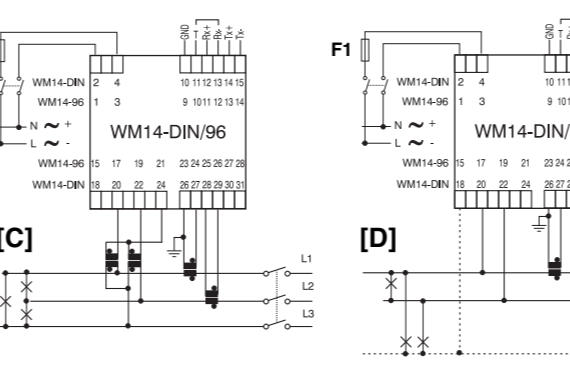 GND T Rx+ Rx- Tx+ Tx-
WM14-DIN 2 4 10 11 12 13 14 15
WM14-96 1 3 9 10 11 12 13 14
N ~ +
L ~ -
WM14-DIN/96
WM14-96 15 17 19 21 23 24 25 26 27 28
WM14-DIN 18 20 22 24 26 27 28 29 30 31
[C]
L1
L2
L3
F1
GND T
WM14-DIN 2 4 10
WM14-96 1 3 9 10
N ~ +
L ~ -
WM14-DIN/
WM14-96 15 17 19 21 23 24
WM14-DIN 18 20 22 24 26 27
[D]